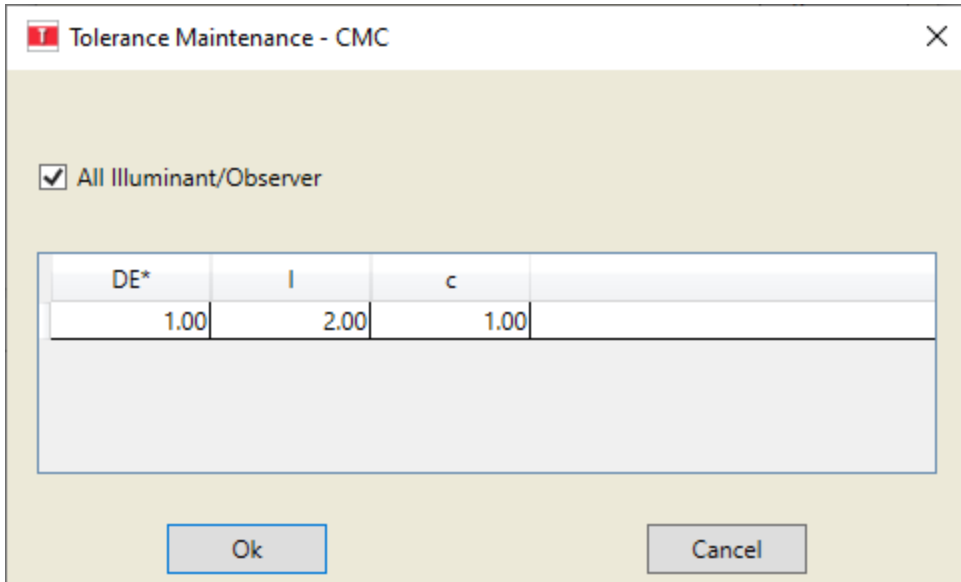 T Tolerance Maintenance - CMC
All Illuminant/Observer
DE* l c
1.00 2.00 1.00
Ok Cancel